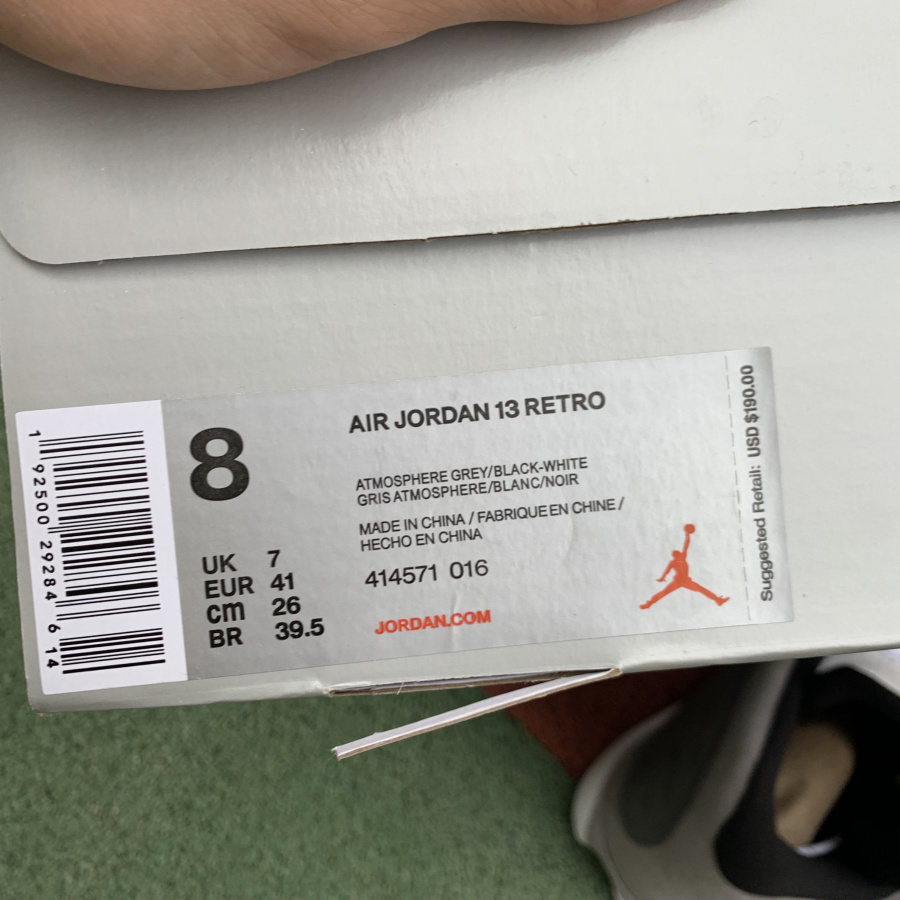 1 92500 29284 6 14
8
UK 7
EUR 41
cm 26
BR 39.5
AIR JORDAN 13 RETRO
ATMOSPHERE GREY/BLACK-WHITE
GRIS ATMOSPHERE/BLANC/NOIR
MADE IN CHINA / FABRIQUE EN CHINE /
HECHO EN CHINA
414571 016
JORDAN.COM
Suggested Retail: USD $190.00